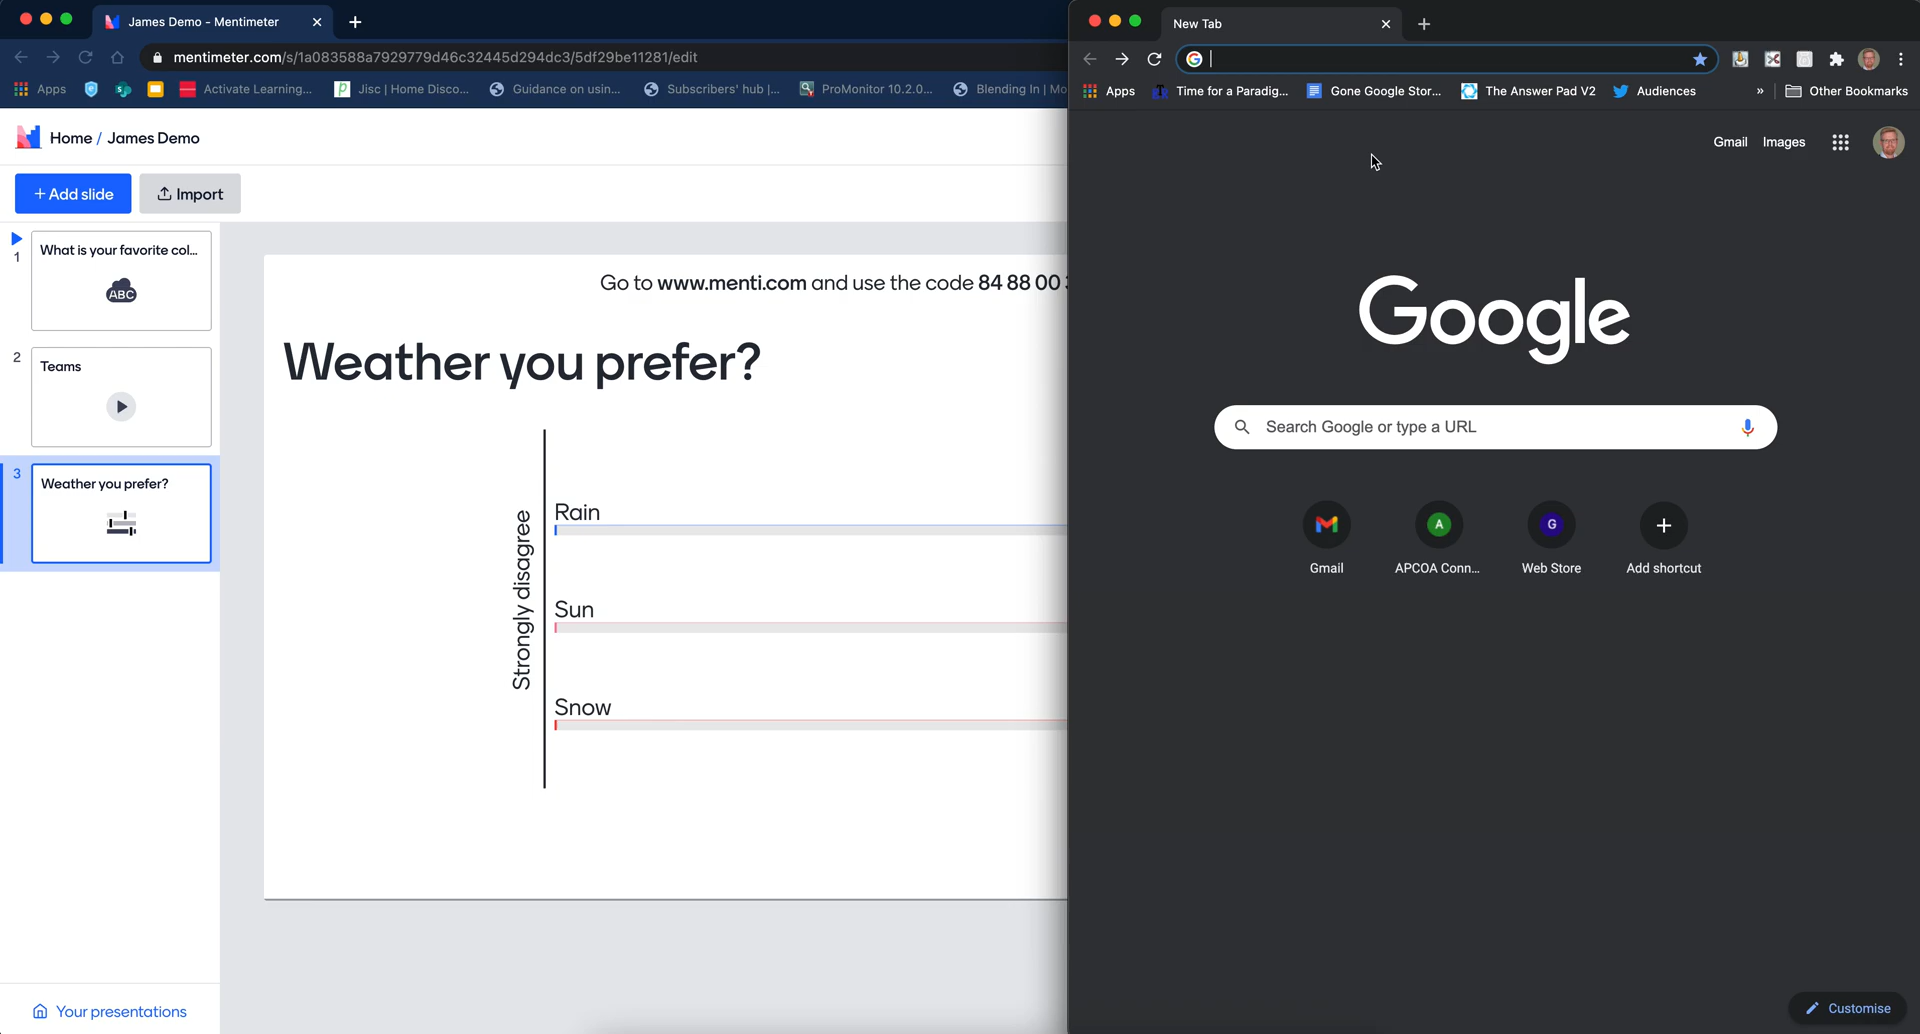 James Demo - Mentimeter
mentimeter.com/s/1a083588a7929779d46c32445d294dc3/5df29be11281/edit
Apps
Activate Learning...
Jisc | Home Disco...
Guidance on usin...
Subscribers' hub |...
ProMonitor 10.2.0...
Blending In | Mo
Home / James Demo
+ Add slide
Import
1
What is your favorite col...
ABC
2
Teams
3
Weather you prefer?
Your presentations
Go to www.menti.com and use the code 84 88 00
Weather you prefer?
Strongly disagree
Rain
Sun
Snow
New Tab
Apps
Time for a Paradig...
Gone Google Stor...
The Answer Pad V2
Audiences
»
Other Bookmarks
Gmail
Images
Google
Search Google or type a URL
Gmail
A
APCOA Conn...
G
Web Store
Add shortcut
Customise